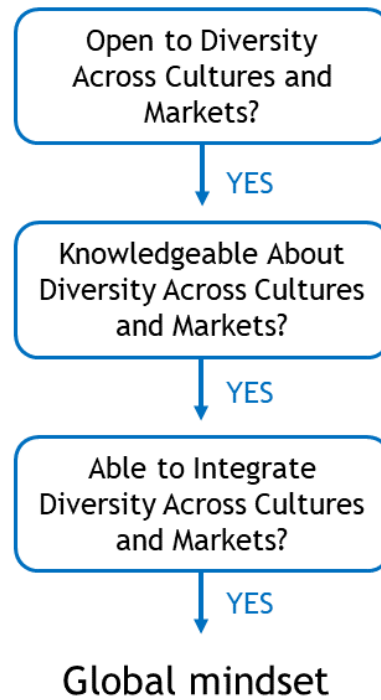 Open to Diversity
Across Cultures and
Markets?
YES
Knowledgeable About
Diversity Across Cultures
and Markets?
YES
Able to Integrate
Diversity Across Cultures
and Markets?
YES
Global mindset